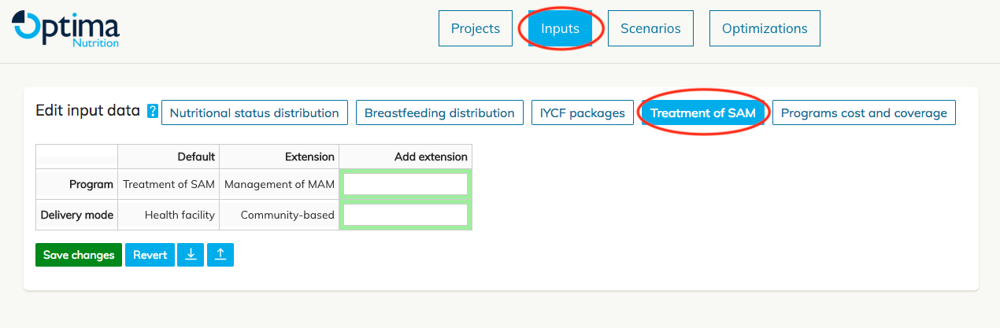 Optima
Nutrition
Projects Inputs Scenarios Optimizations
Edit input data ? Nutritional status distribution Breastfeeding distribution IYCF packages Treatment of SAM Programs cost and coverage
Default Extension Add extension
Program Treatment of SAM Management of MAM
Delivery mode Health facility Community-based
Save changes Revert